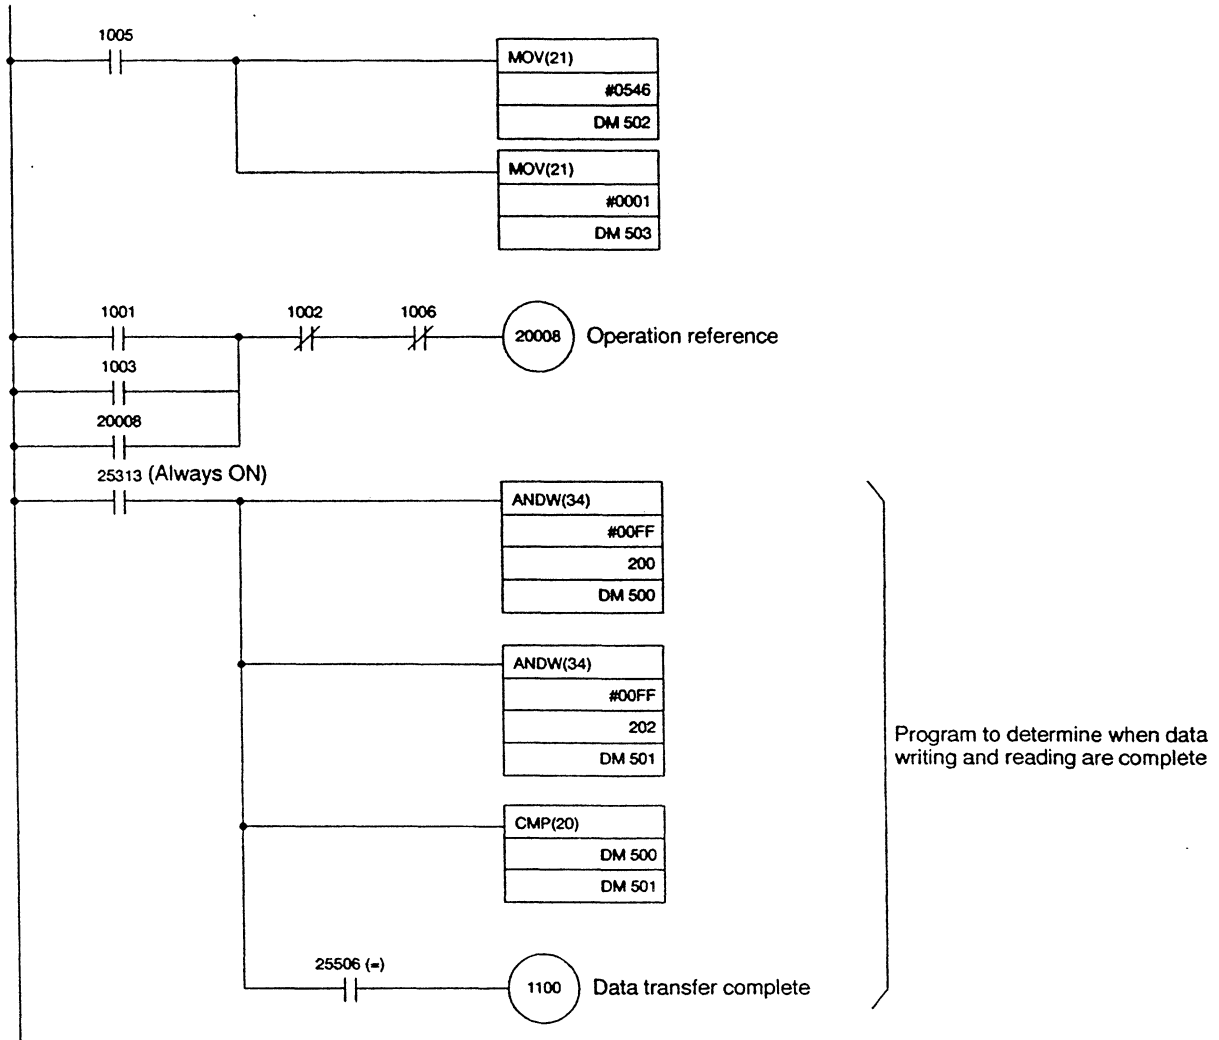 1005
MOV(21)
#0546
DM 502
MOV(21)
#0001
DM 503
1001
1002
1006
20008
Operation reference
1003
20008
25313 (Always ON)
ANDW(34)
#00FF
200
DM 500
ANDW(34)
#00FF
202
DM 501
Program to determine when data
writing and reading are complete
CMP(20)
DM 500
DM 501
25506 (=)
1100
Data transfer complete